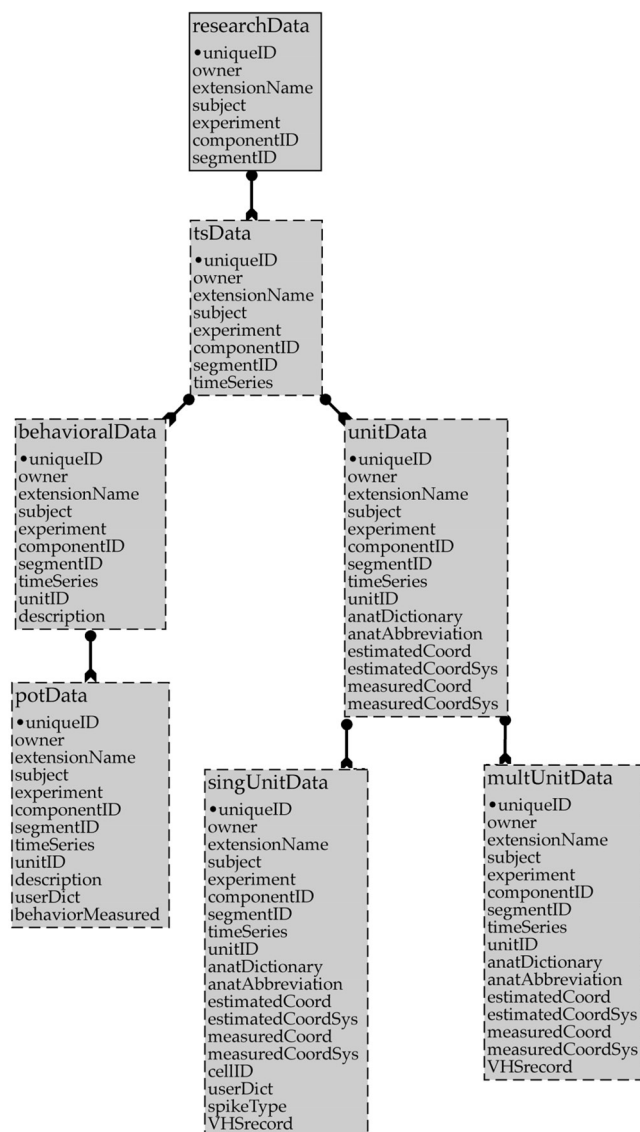 researchData
•uniqueID
owner
extensionName
subject
experiment
componentID
segmentID
tsData
•uniqueID
owner
extensionName
subject
experiment
componentID
segmentID
timeSeries
behavioralData
•uniqueID
owner
extensionName
subject
experiment
componentID
segmentID
timeSeries
unitID
description
unitData
•uniqueID
owner
extensionName
subject
experiment
componentID
segmentID
timeSeries
unitID
anatDictionary
anatAbbreviation
estimatedCoord
estimatedCoordSys
measuredCoord
measuredCoordSys
potData
•uniqueID
owner
extensionName
subject
experiment
componentID
segmentID
timeSeries
unitID
description
userDict
behaviorMeasured
singUnitData
•uniqueID
owner
extensionName
subject
experiment
componentID
segmentID
timeSeries
unitID
anatDictionary
anatAbbreviation
estimatedCoord
estimatedCoordSys
measuredCoord
measuredCoordSys
cellID
userDict
spikeType
VHSrecord
multUnitData
•uniqueID
owner
extensionName
subject
experiment
componentID
segmentID
timeSeries
unitID
anatDictionary
anatAbbreviation
estimatedCoord
estimatedCoordSys
measuredCoord
measuredCoordSys
VHSrecord